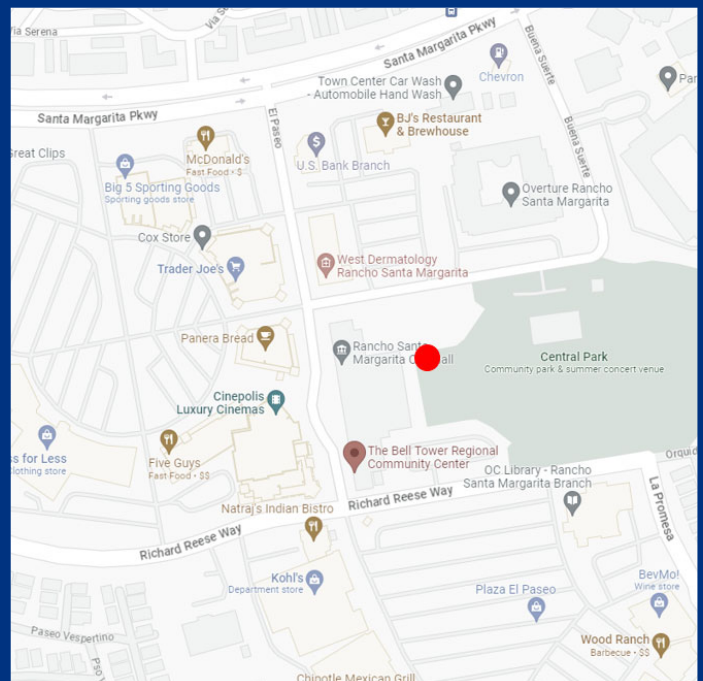 Via Serena
Santa Margarita Pkwy
Chevron
Buena Suerte
Town Center Car Wash
- Automobile Hand Wash
Santa Margarita Pkwy
El Paseo
BJ's Restaurant
& Brewhouse
Buena Suerte
McDonald's
Fast Food • $
U.S. Bank Branch
Great Clips
Big 5 Sporting Goods
Sporting goods store
Overture Rancho
Santa Margarita
Cox Store
Trader Joe's
West Dermatology
Rancho Santa Margarita
Panera Bread
Rancho Santa
Margarita
Central Park
Community park & summer concert venue
Cinepolis
Luxury Cinemas
ss for Less
Clothing store
Five Guys
Fast Food • $$
The Bell Tower Regional
Community Center
OC Library - Rancho
Santa Margarita Branch
Natraj's Indian Bistro
Richard Reese Way
Richard Reese Way
La Promesa
Kohl's
Department store
Plaza El Paseo
BevMo!
Wine store
Paseo Vespertino
Wood Ranch
Barbecue • $$
Chipotle Mexican Grill